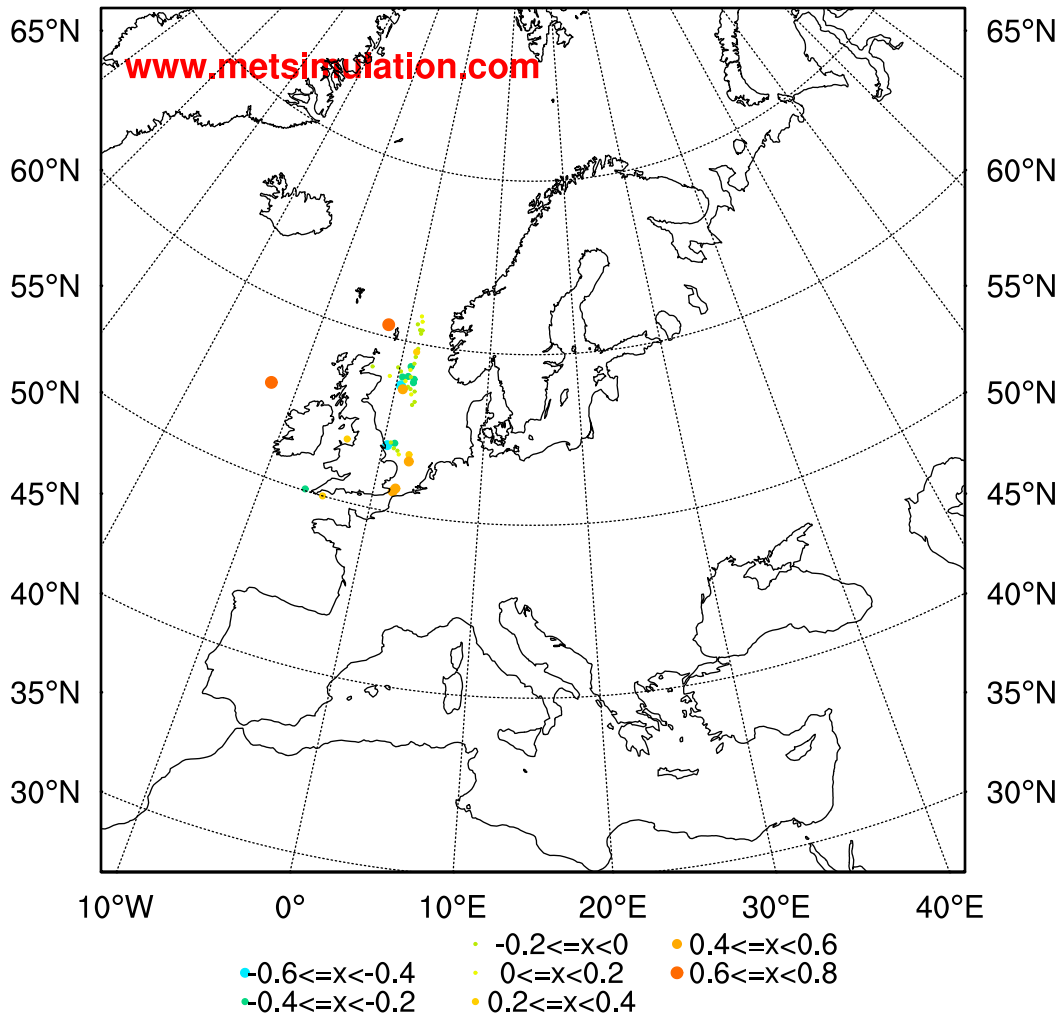 65°N 65°N
www.metsimulation.com
60°N 60°N
55°N 55°N
50°N 50°N
45°N 45°N
40°N 40°N
35°N 35°N
30°N 30°N
10°W 0° 10°E 20°E 30°E 40°E
-0.2<=x<0 0.4<=x<0.6
-0.6<=x<-0.4 0<=x<0.2 0.6<=x<0.8
-0.4<=x<-0.2 0.2<=x<0.4